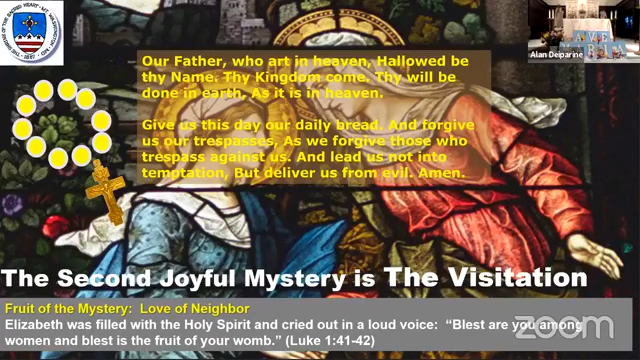 Our Father, who art in heaven, Hallowed be
thy Name. Thy Kingdom come. Thy will be
done in earth, As it is in heaven.
Give us this day our daily bread. And forgive
us our trespasses, As we forgive those who
trespass against us. And lead us not into
temptation, But deliver us from evil. Amen.
Alan Deiparine
The Second Joyful Mystery is The Visitation
Fruit of the Mystery: Love of Neighbor
Elizabeth was filled with the Holy Spirit and cried out in a loud voice: “Blest are you among
women and blest is the fruit of your womb.” (Luke 1:41-42)
zoom